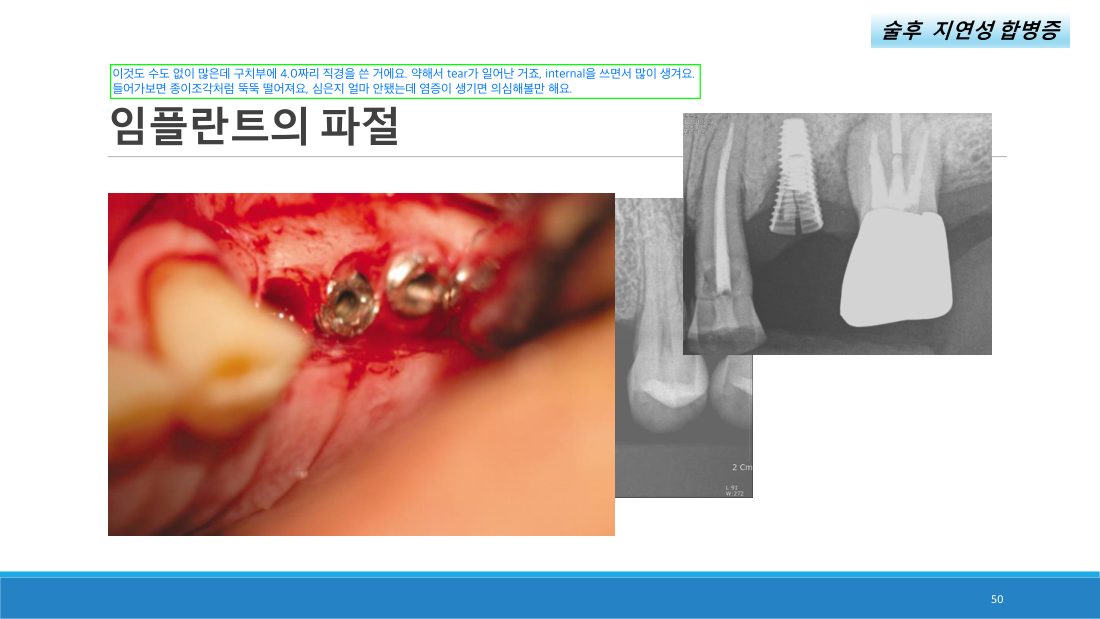 술후 지연성 합병증
이것도 수도 없이 많은데 구치부에 4.0짜리 직경을 쓴 거에요. 약해서 tear가 일어난 거죠, internal을 쓰면서 많이 생겨요.
들어가보면 종이조각처럼 뚝뚝 떨어져요, 심은지 얼마 안됐는데 염증이 생기면 의심해볼만 해요.
임플란트의 파절
2 Cm
L:91
W:272
50